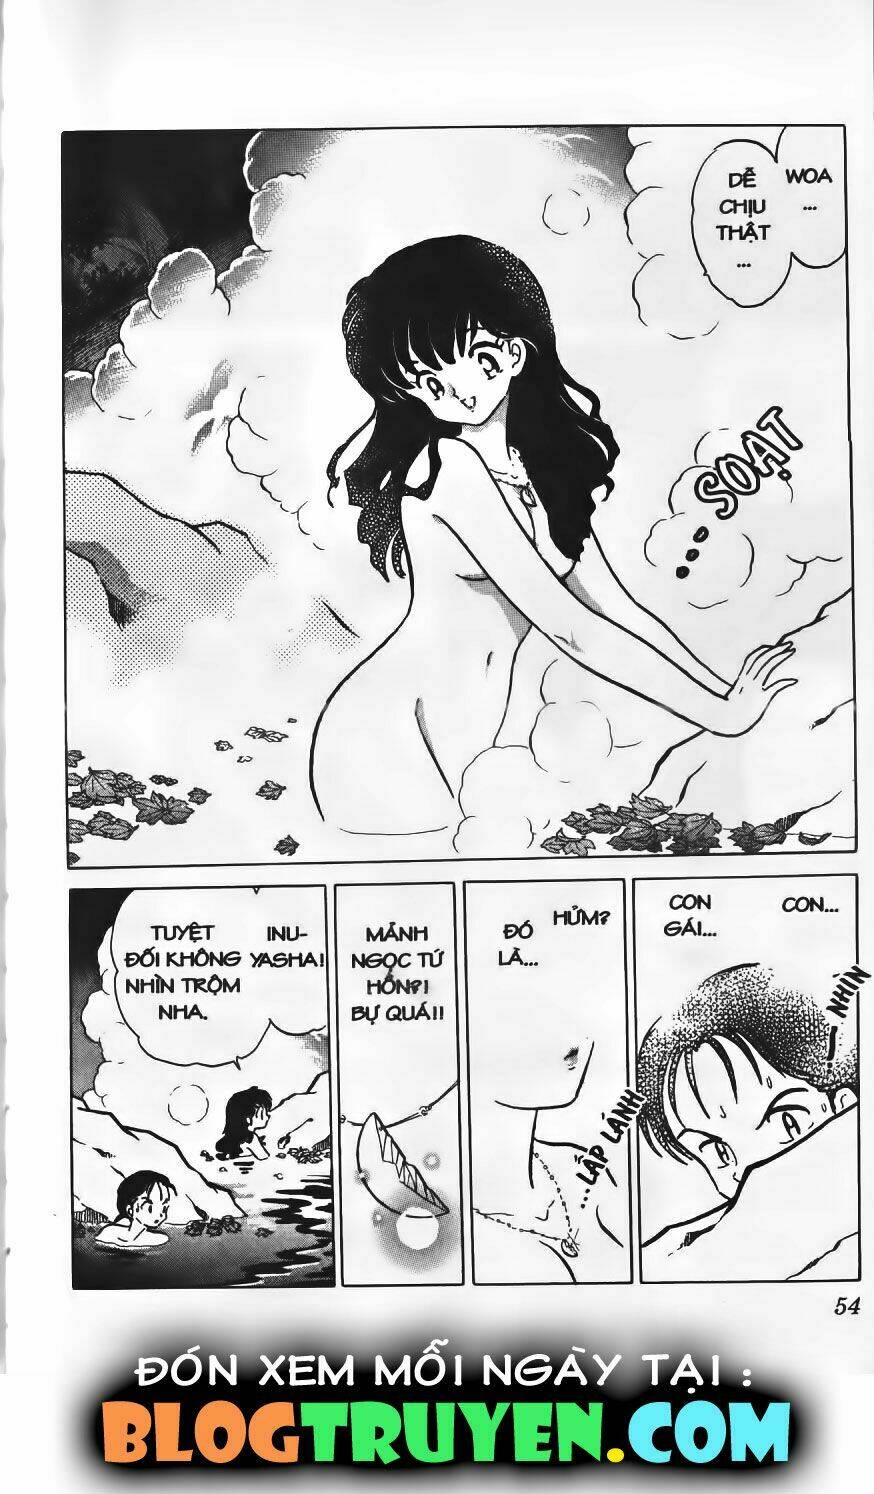 WOA
...
DỄ
CHỊU
THẬT
...
...SOẠT
CON...
CON
GÁI...
NHÌN
HỬM?
ĐÓ
LÀ...
...LẤP LÁNH
MẢNH
NGỌC TỨ
HỒN?!
BỰ QUÁ!!
INU-
YASHA!
TUYỆT
ĐỐI KHÔNG
NHÌN TRỘM
NHA.
54
ĐÓN XEM MỖI NGÀY TẠI :
BLOGTRUYEN.COM